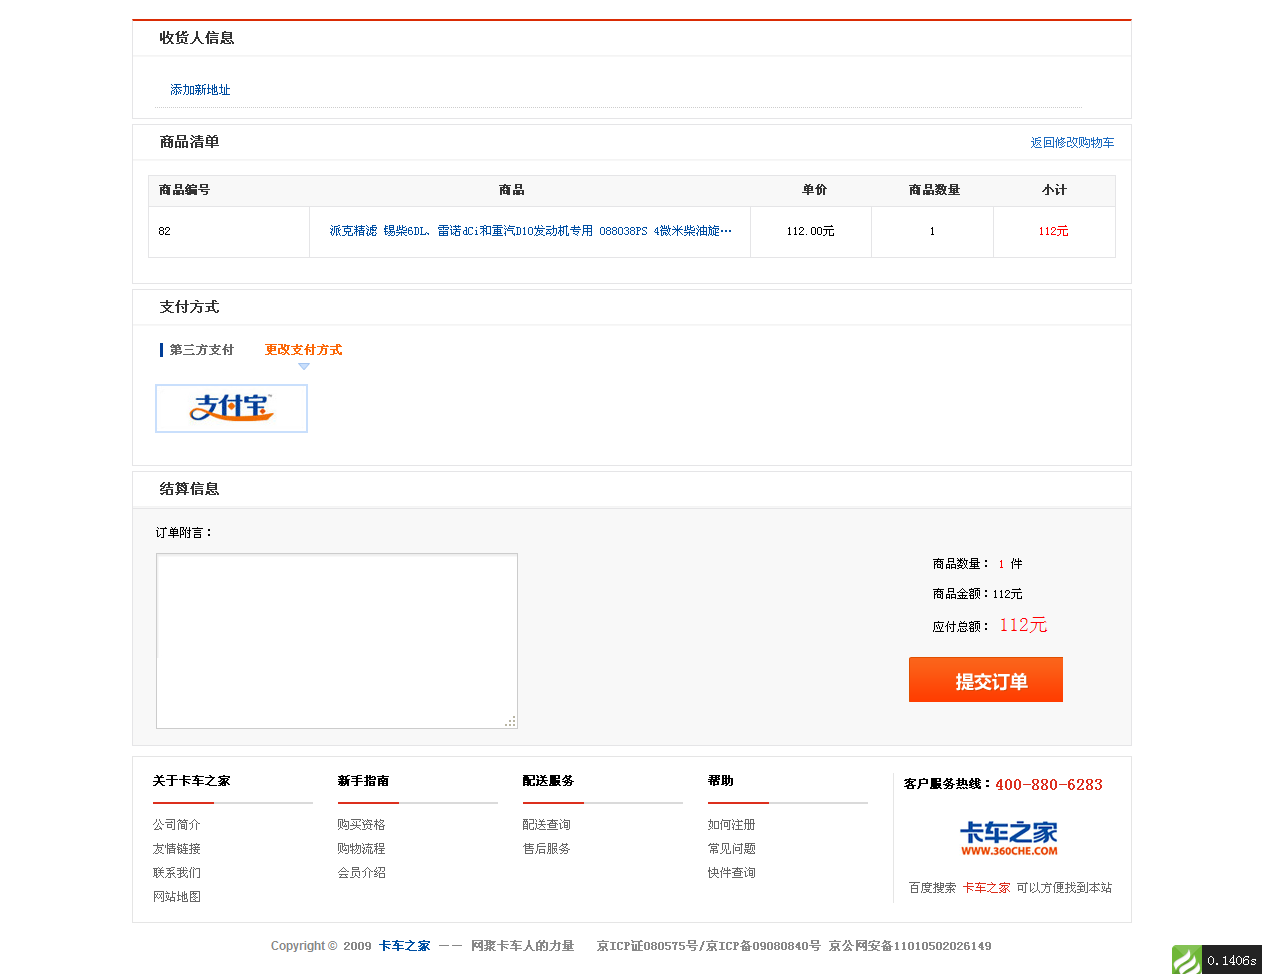 收货人信息
添加新地址
商品清单 返回修改购物车
商品编号 商品 单价 商品数量 小计
82 派克精滤 锡柴6DL、雷诺dCi和重汽D10发动机专用 088038PS 4微米柴油旋… 112.00元 1 112元
支付方式
第三方支付 更改支付方式
支付宝
结算信息
订单附言：
商品数量： 1 件
商品金额：112元
应付总额： 112元
提交订单
关于卡车之家 新手指南 配送服务 帮助 客户服务热线：400-880-6283
公司简介 购买资格 配送查询 如何注册
友情链接 购物流程 售后服务 常见问题
联系我们 会员介绍 快件查询
网站地图
卡车之家
WWW.360CHE.COM
百度搜索 卡车之家 可以方便找到本站
Copyright © 2009 卡车之家 —— 网聚卡车人的力量 京ICP证080575号/京ICP备09080840号 京公网安备11010502026149
0.1406s